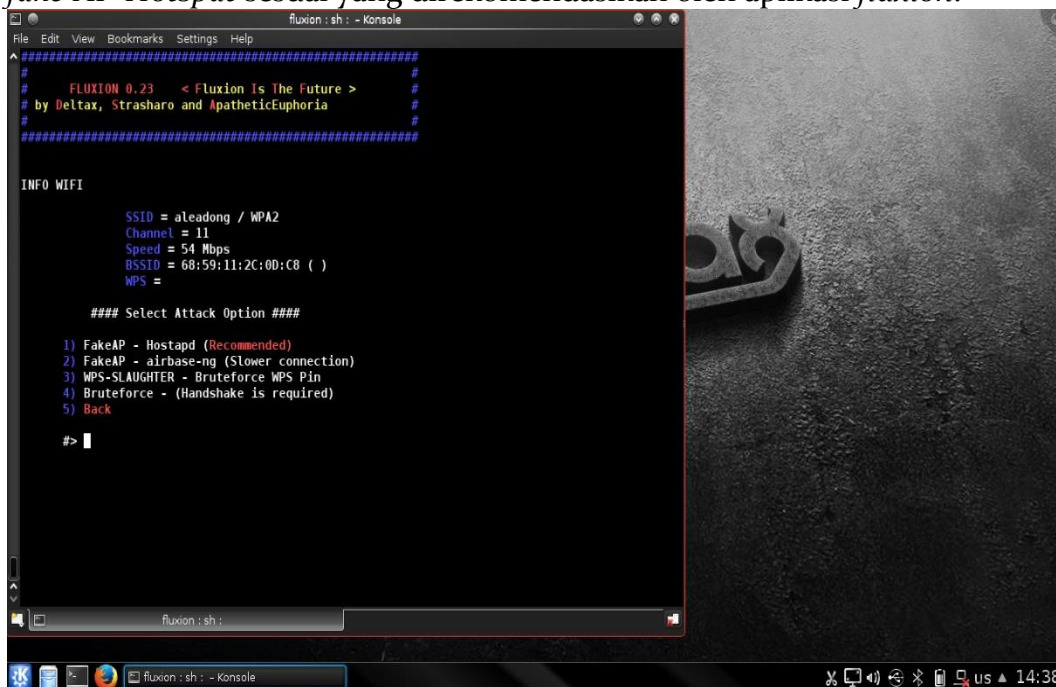 fake AP Hotspat sesuai yang direkomendasikan oleh aplikasi fluxion.
fluxion : sh : – Konsole
File Edit View Bookmarks Settings Help
########################################################
# #
# FLUXION 0.23 < Fluxion Is The Future > #
# by Deltax, Strasharo and ApatheticEuphoria #
# #
########################################################
INFO WIFI
SSID = aleadong / WPA2
Channel = 11
Speed = 54 Mbps
BSSID = 68:59:11:2C:0D:C8 ( )
WPS =
#### Select Attack Option ####
1) FakeAP - Hostapd (Recommended)
2) FakeAP - airbase-ng (Slower connection)
3) WPS-SLAUGHTER - Bruteforce WPS Pin
4) Bruteforce - (Handshake is required)
5) Back
#>
fluxion : sh :
fluxion : sh : – Konsole
us 14:38